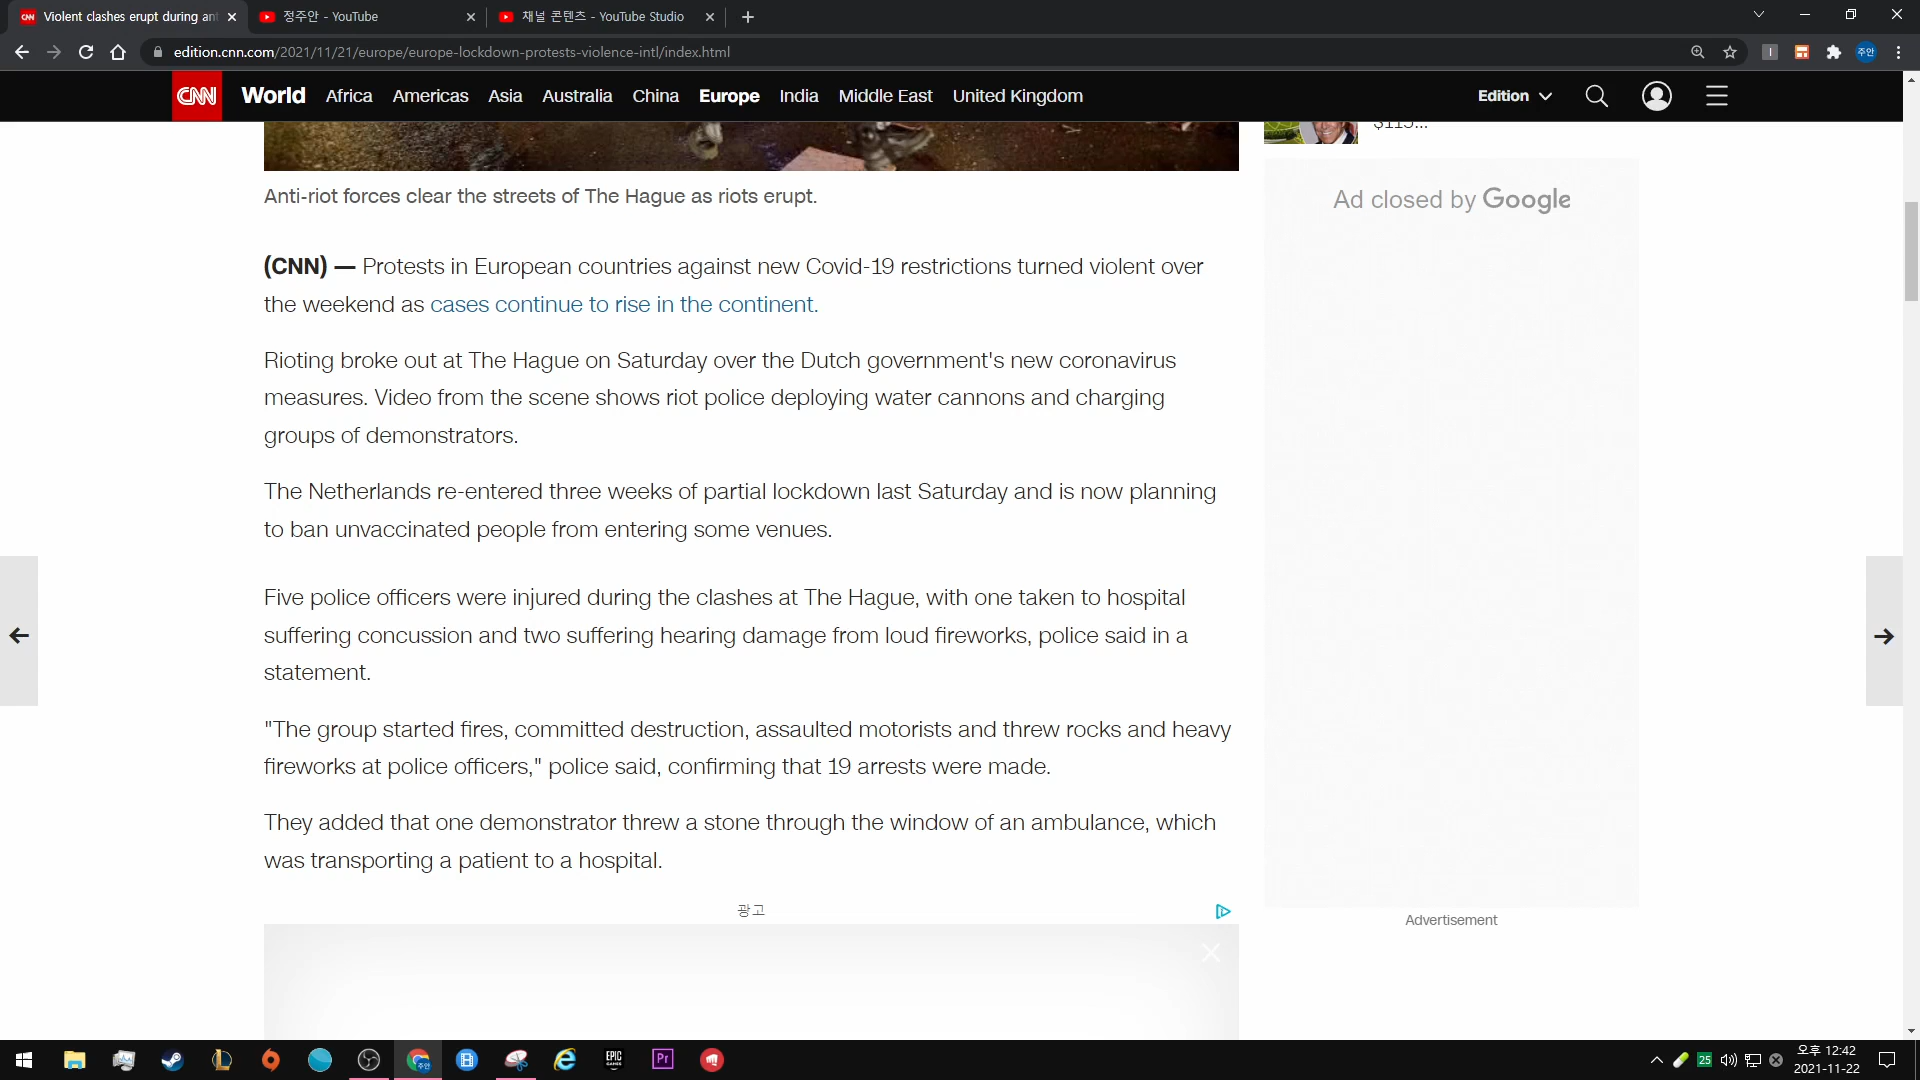 Violent clashes erupt during an
정주안 - YouTube
채널 콘텐츠 - YouTube Studio
edition.cnn.com/2021/11/21/europe/europe-lockdown-protests-violence-intl/index.html
주안
CNN World Africa Americas Asia Australia China Europe India Middle East United Kingdom Edition
Anti-riot forces clear the streets of The Hague as riots erupt.
Ad closed by Google
(CNN) — Protests in European countries against new Covid-19 restrictions turned violent over
the weekend as cases continue to rise in the continent.
Rioting broke out at The Hague on Saturday over the Dutch government's new coronavirus
measures. Video from the scene shows riot police deploying water cannons and charging
groups of demonstrators.
The Netherlands re-entered three weeks of partial lockdown last Saturday and is now planning
to ban unvaccinated people from entering some venues.
Five police officers were injured during the clashes at The Hague, with one taken to hospital
suffering concussion and two suffering hearing damage from loud fireworks, police said in a
statement.
"The group started fires, committed destruction, assaulted motorists and threw rocks and heavy
fireworks at police officers," police said, confirming that 19 arrests were made.
They added that one demonstrator threw a stone through the window of an ambulance, which
was transporting a patient to a hospital.
광고
Advertisement
EPIC GAMES
Pr
25
오후 12:42
2021-11-22